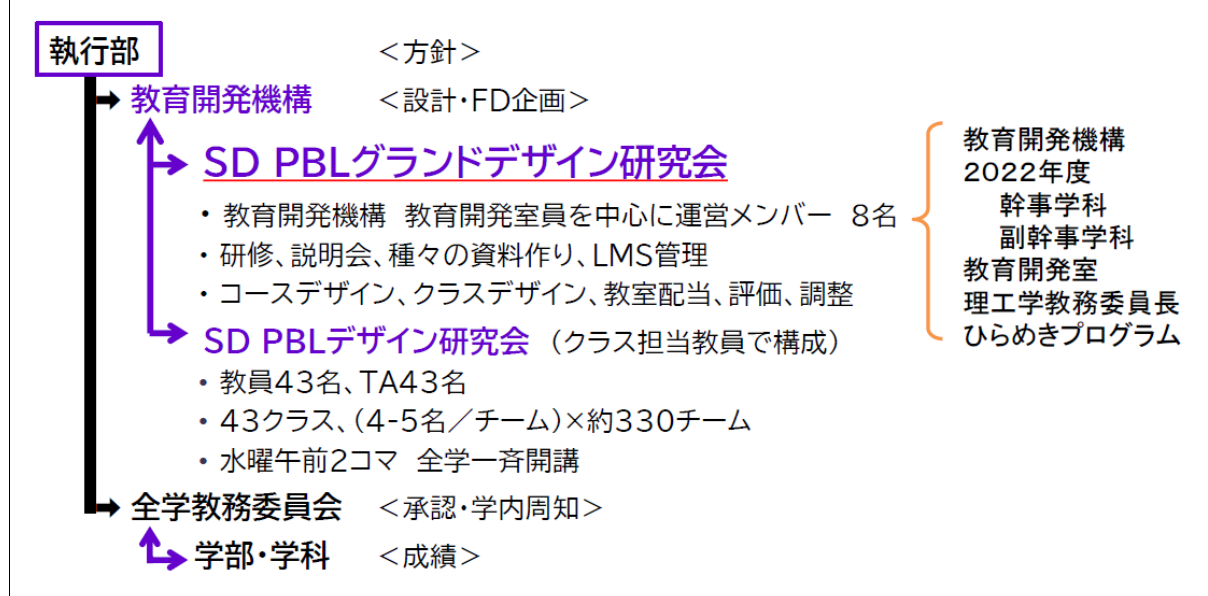 執行部 <方針>
教育開発機構 <設計・FD企画>
SD PBLグランドデザイン研究会
・教育開発機構 教育開発室員を中心に運営メンバー 8名
・研修、説明会、種々の資料作り、LMS管理
・コースデザイン、クラスデザイン、教室配当、評価、調整
教育開発機構
2022年度
幹事学科
副幹事学科
教育開発室
理工学教務委員長
ひらめきプログラム
SD PBLデザイン研究会 (クラス担当教員で構成)
・教員43名、TA43名
・43クラス、(4-5名/チーム)×約330チーム
・水曜午前2コマ 全学一斉開講
全学教務委員会 <承認・学内周知>
学部・学科 <成績>